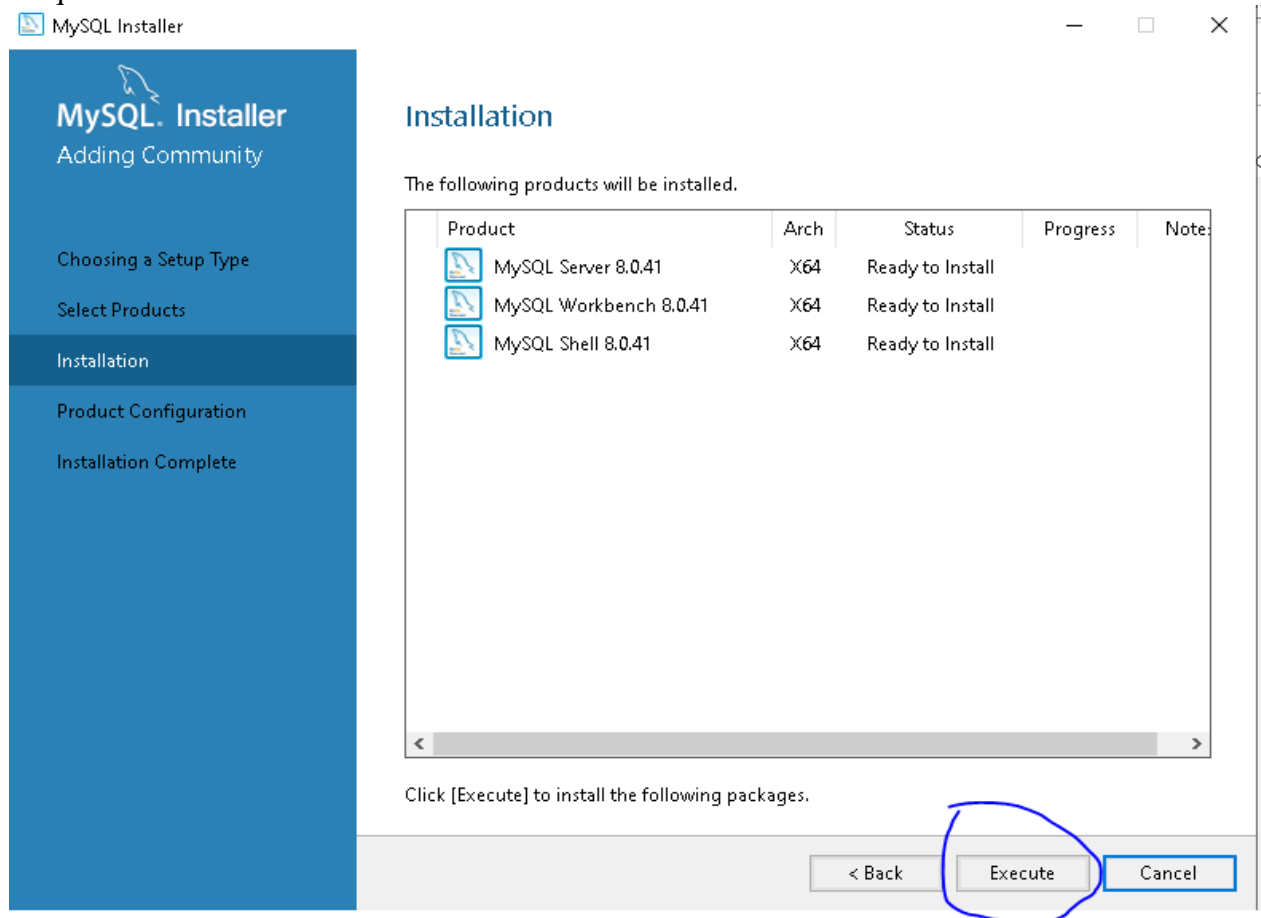 MySQL Installer
MySQL. Installer
Adding Community
Choosing a Setup Type
Select Products
Installation
Product Configuration
Installation Complete
Installation
The following products will be installed.
Product Arch Status Progress Note:
MySQL Server 8.0.41 X64 Ready to Install
MySQL Workbench 8.0.41 X64 Ready to Install
MySQL Shell 8.0.41 X64 Ready to Install
Click [Execute] to install the following packages.
< Back Execute Cancel